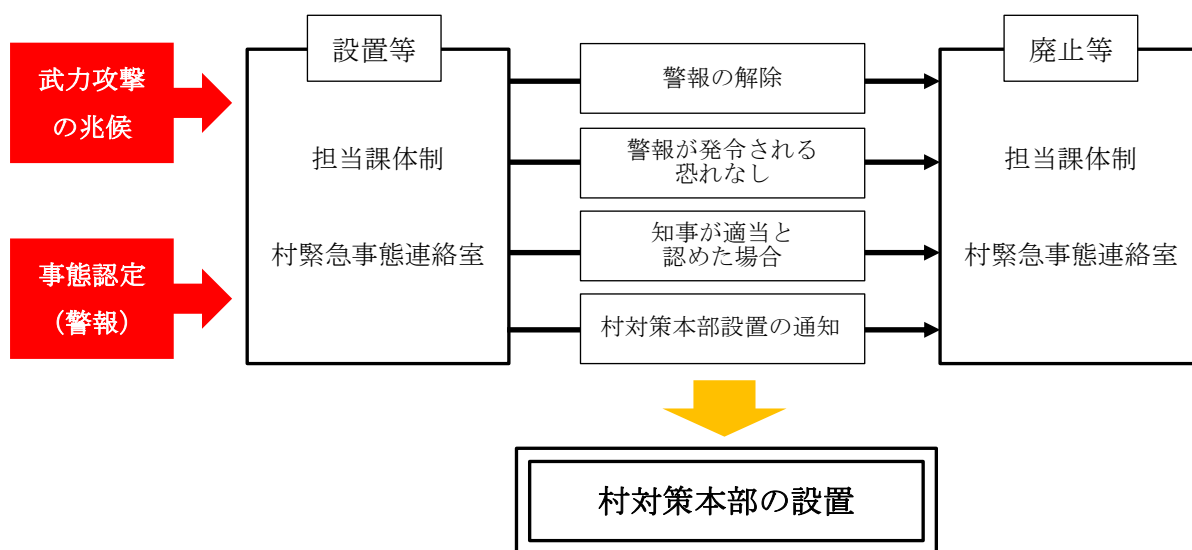 武力攻撃
の兆候
事態認定
(警報)
設置等
担当課体制
村緊急事態連絡室
警報の解除
警報が発令される
恐れなし
知事が適当と
認めた場合
村対策本部設置の通知
廃止等
担当課体制
村緊急事態連絡室
村対策本部の設置